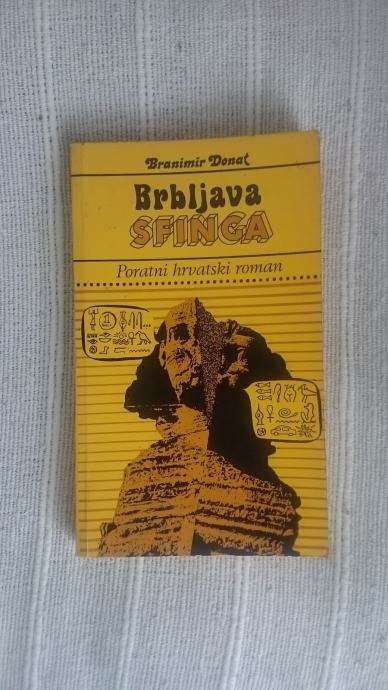 Branimir Donat
Brbljava
SFINGA
Poratni hrvatski roman